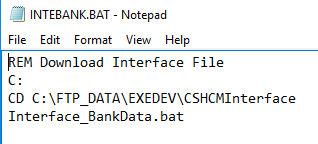 INTEBANK.BAT - Notepad
File Edit Format View Help
REM Download Interface File
C:
CD C:\FTP_DATA\EXEDEV\CSHCMInterface
Interface_BankData.bat